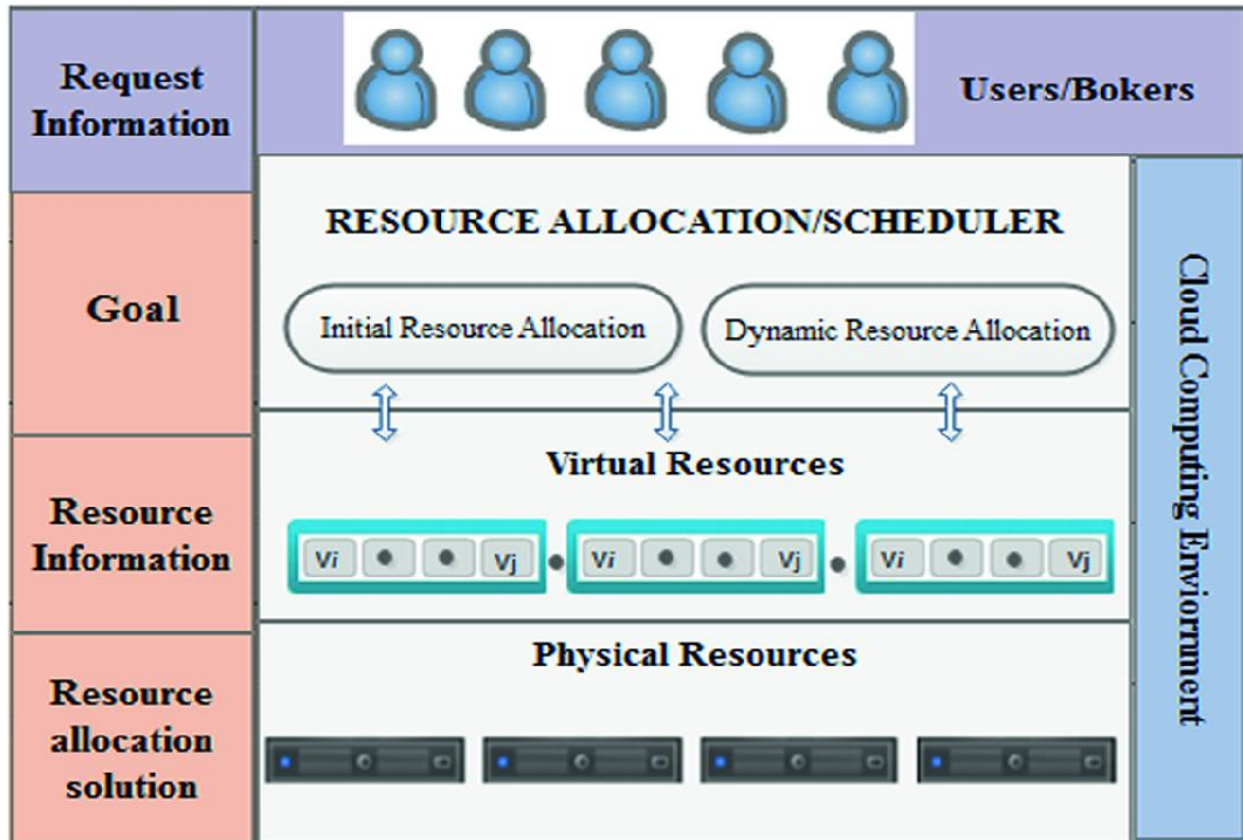 Request
Information
Users/Bokers
Goal
RESOURCE ALLOCATION/SCHEDULER
Initial Resource Allocation
Dynamic Resource Allocation
Cloud Computing Enviornment
Resource
Information
Virtual Resources
Vi
Vj
Vi
Vj
Vi
Vj
Resource
allocation
solution
Physical Resources